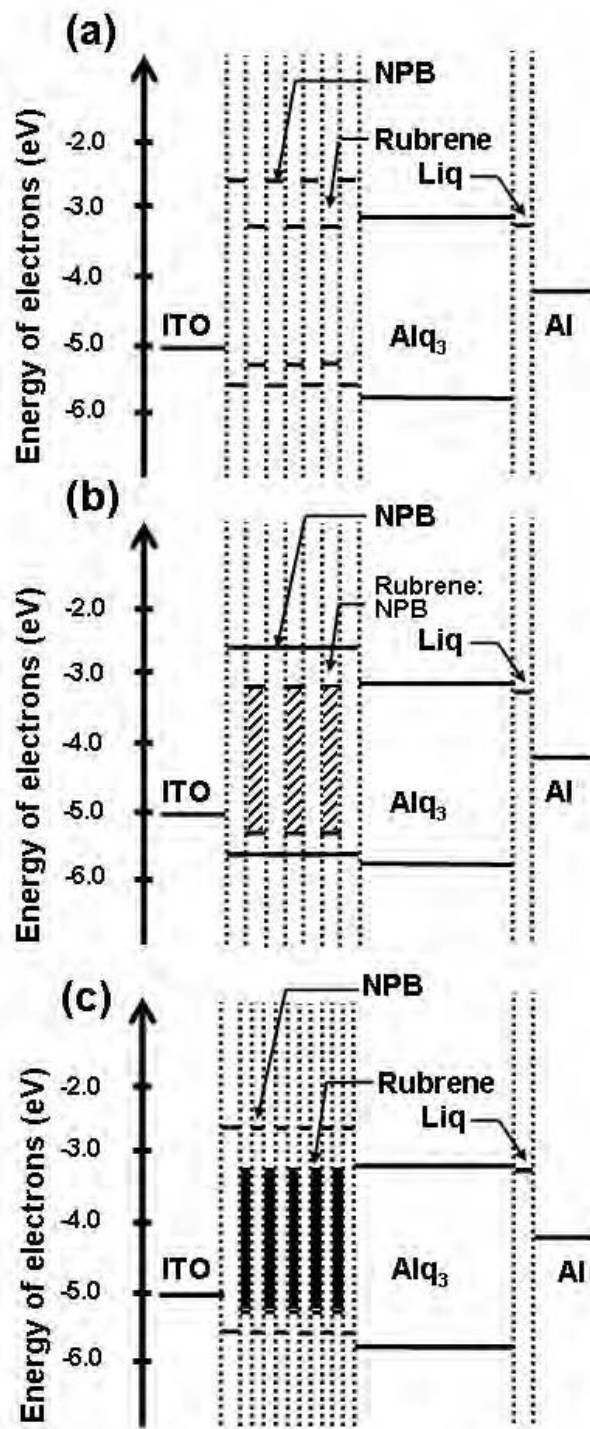 (a)
Energy of electrons (eV)
-2.0
-3.0
-4.0
-5.0
-6.0
NPB
Rubrene
Liq
ITO
Alq₃
Al
(b)
Energy of electrons (eV)
-2.0
-3.0
-4.0
-5.0
-6.0
NPB
Rubrene:
NPB
Liq
ITO
Alq₃
Al
(c)
Energy of electrons (eV)
-2.0
-3.0
-4.0
-5.0
-6.0
NPB
Rubrene
Liq
ITO
Alq₃
Al